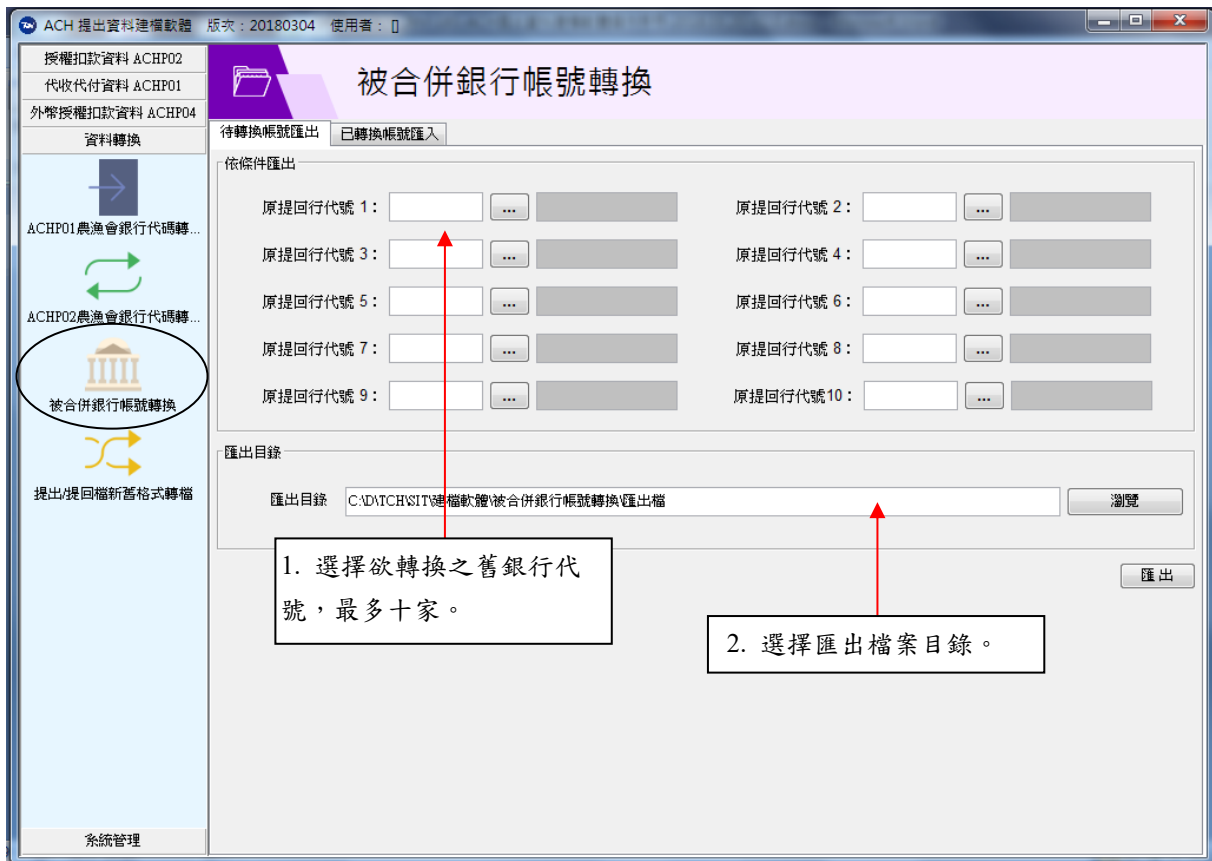 ACH 提出資料建檔軟體 版次：20180304 使用者：[]
授權扣款資料 ACHP02
代收代付資料 ACHP01
外幣授權扣款資料 ACHP04
資料轉換
ACHP01農漁會銀行代碼轉...
ACHP02農漁會銀行代碼轉...
被合併銀行帳號轉換
提出/提回檔新舊格式轉檔
系統管理
被合併銀行帳號轉換
待轉換帳號匯出 已轉換帳號匯入
依條件匯出
原提回行代號 1： ... 原提回行代號 2： ...
原提回行代號 3： ... 原提回行代號 4： ...
原提回行代號 5： ... 原提回行代號 6： ...
原提回行代號 7： ... 原提回行代號 8： ...
原提回行代號 9： ... 原提回行代號10： ...
匯出目錄
匯出目錄 C:\D\TCH\SIT\建檔軟體\被合併銀行帳號轉換\匯出檔 瀏覽
匯出
1. 選擇欲轉換之舊銀行代
號，最多十家。
2. 選擇匯出檔案目錄。